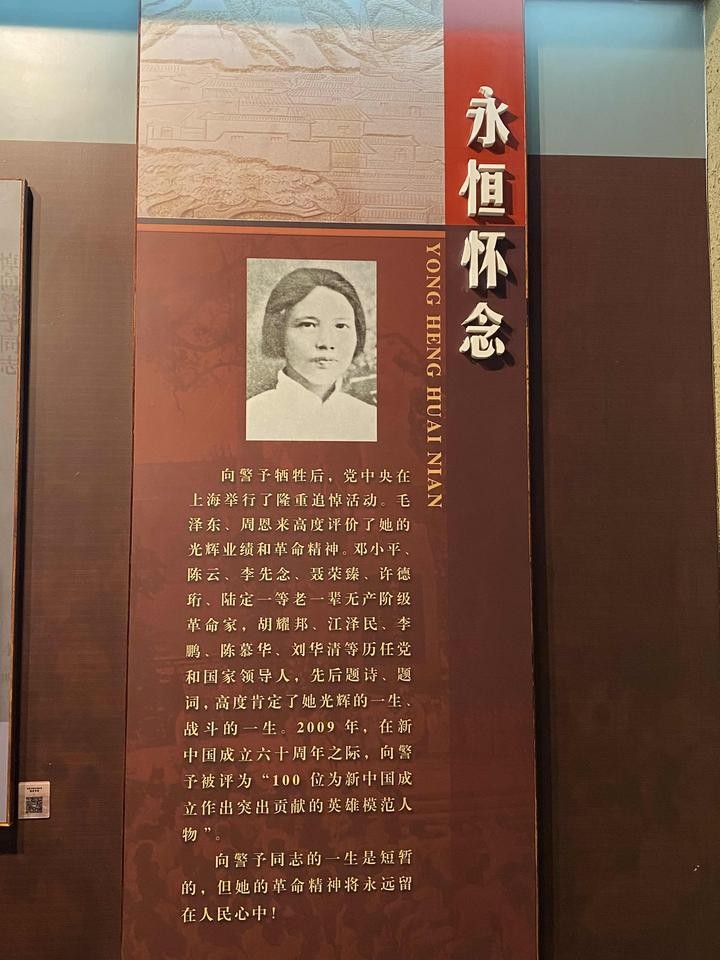 永恒怀念
YONG HENG HUAI NIAN
向警予牺牲后，党中央在
上海举行了隆重追悼活动。毛
泽东、周恩来高度评价了她的
光辉业绩和革命精神。邓小平、
陈云、李先念、聂荣臻、许德
珩、陆定一等老一辈无产阶级
革命家，胡耀邦、江泽民、李
鹏、陈慕华、刘华清等历任党
和国家领导人，先后题诗、题
词，高度肯定了她光辉的一生、
战斗的一生。2009 年，在新
中国成立六十周年之际，向警
予被评为“100 位为新中国成
立作出突出贡献的英雄模范人
物”。
向警予同志的一生是短暂
的，但她的革命精神将永远留
在人民心中！